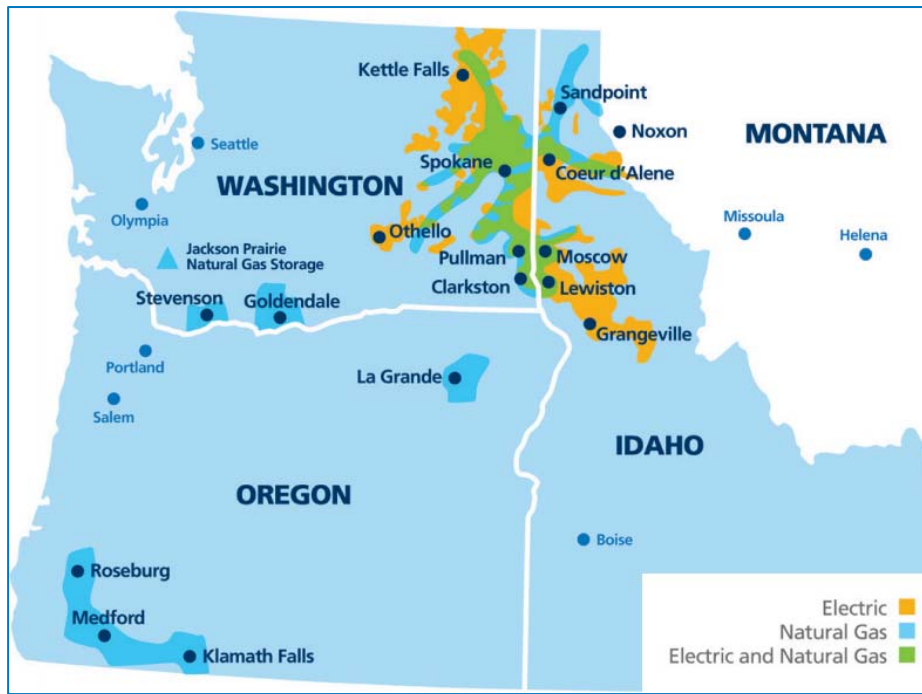 Kettle Falls
Sandpoint
Noxon
MONTANA
Seattle
Spokane
Coeur d'Alene
WASHINGTON
Missoula
Olympia
Othello
Helena
Jackson Prairie
Natural Gas Storage
Pullman
Moscow
Clarkston
Lewiston
Stevenson
Goldendale
Grangeville
Portland
La Grande
Salem
IDAHO
OREGON
Boise
Roseburg
Medford
Klamath Falls
Electric
Natural Gas
Electric and Natural Gas